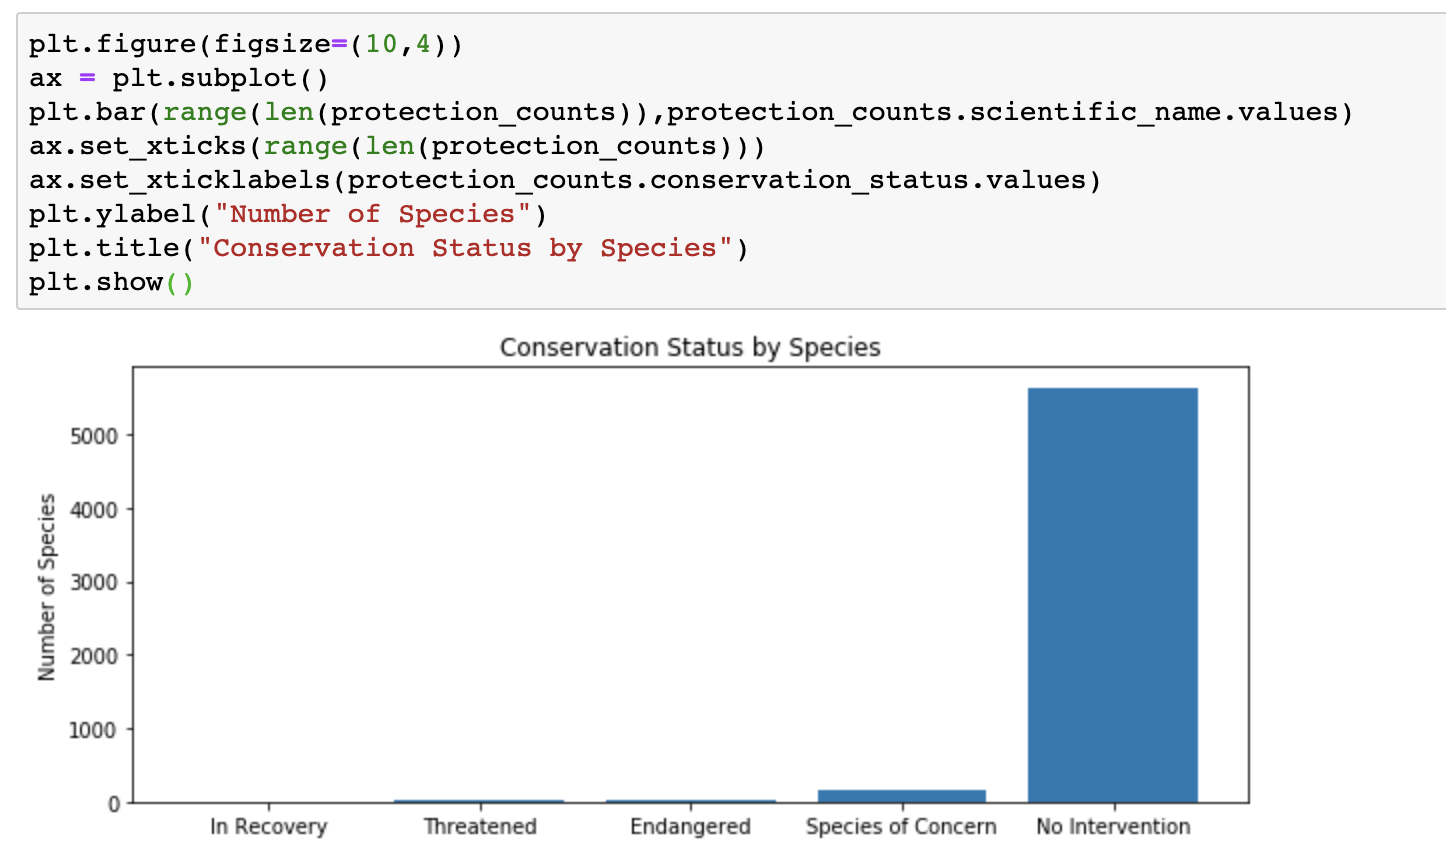 plt.figure(figsize=(10,4))
ax = plt.subplot()
plt.bar(range(len(protection_counts)),protection_counts.scientific_name.values)
ax.set_xticks(range(len(protection_counts)))
ax.set_xticklabels(protection_counts.conservation_status.values)
plt.ylabel("Number of Species")
plt.title("Conservation Status by Species")
plt.show()
Conservation Status by Species
5000
4000
3000
2000
1000
0
Number of Species
In Recovery Threatened Endangered Species of Concern No Intervention